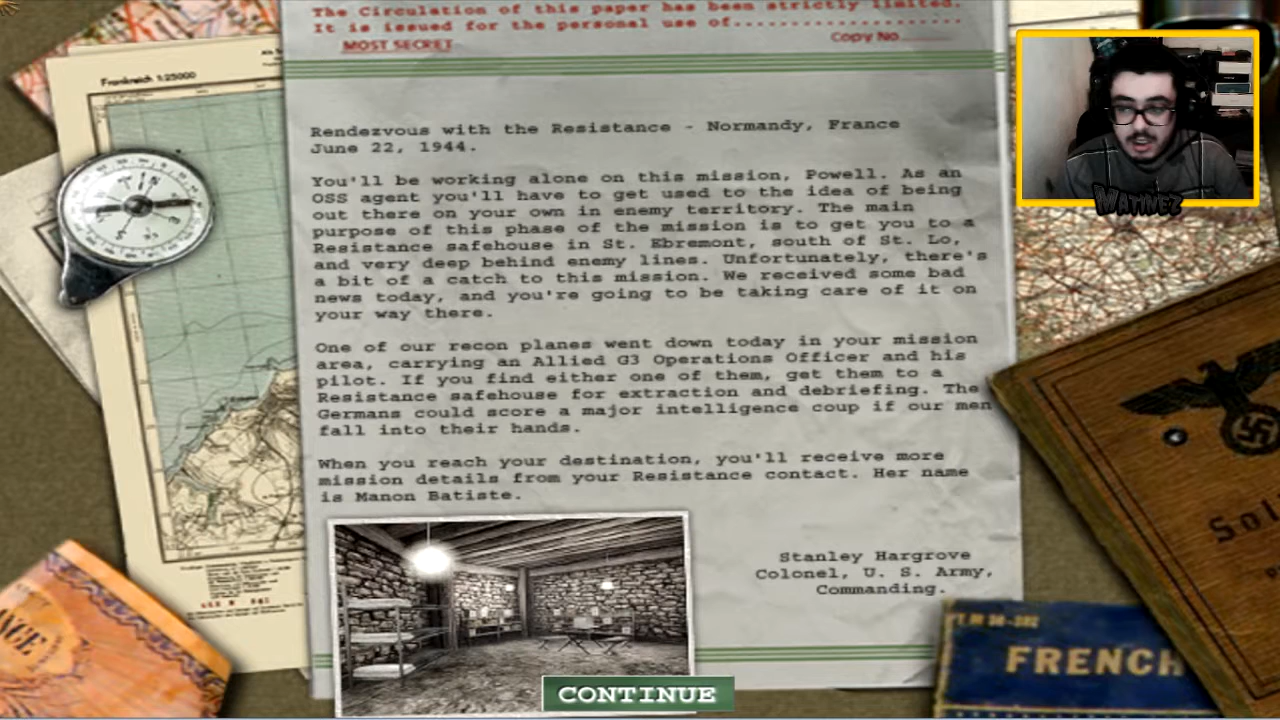 The Circulation of this paper has been strictly limited.
It is issued for the personal use of......................
MOST SECRET
Copy No
Frankreich 1:25000
Rendezvous with the Resistance - Normandy, France
June 22, 1944.
You'll be working alone on this mission, Powell. As an
OSS agent you'll have to get used to the idea of being
out there on your own in enemy territory. The main
purpose of this phase of the mission is to get you to a
Resistance safehouse in St. Ebremont, south of St. Lo,
and very deep behind enemy lines. Unfortunately, there's
a bit of a catch to this mission. We received some bad
news today, and you're going to be taking care of it on
your way there.
One of our recon planes went down today in your mission
area, carrying an Allied G3 Operations Officer and his
pilot. If you find either one of them, get them to a
Resistance safehouse for extraction and debriefing. The
Germans could score a major intelligence coup if our men
fall into their hands.
When you reach your destination, you'll receive more
mission details from your Resistance contact. Her name
is Manon Batiste.
Stanley Hargrove
Colonel, U. S. Army,
Commanding.
CONTINUE
FRENCH
Sol
MATINEZ